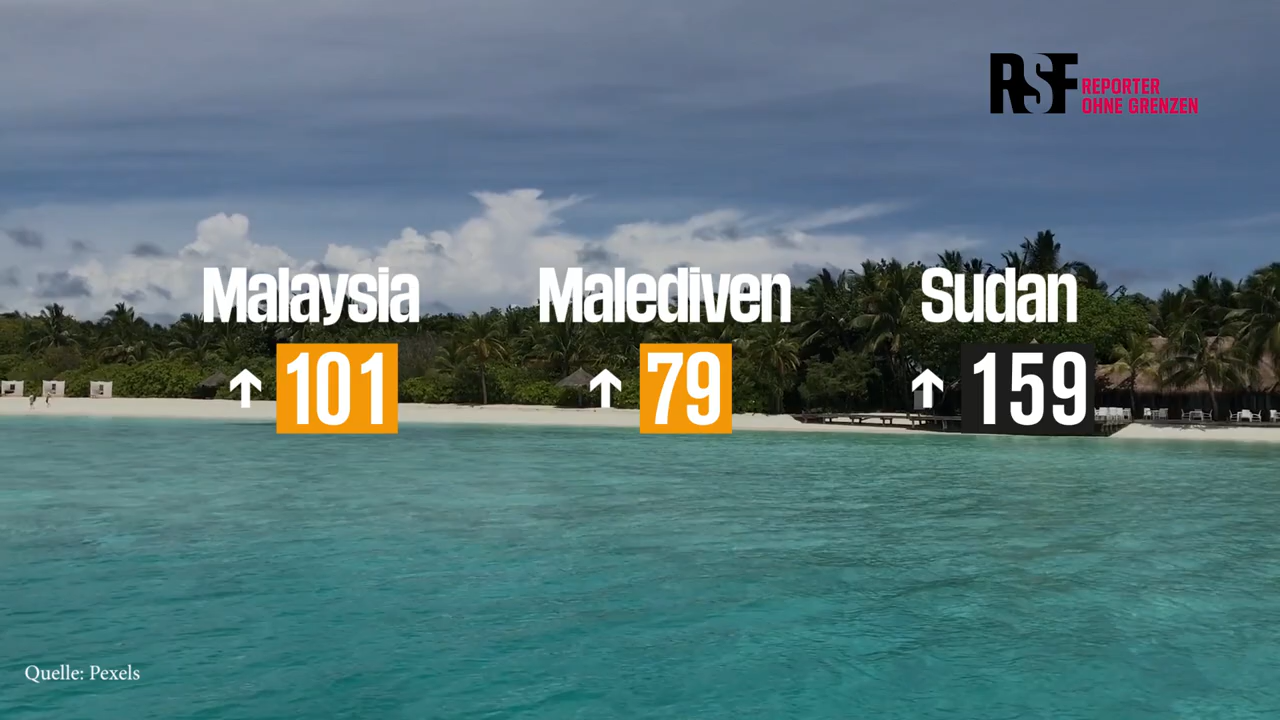 RSF REPORTER
OHNE GRENZEN
Malaysia Malediven Sudan
↑ 101 ↑ 79 ↑ 159
Quelle: Pexels